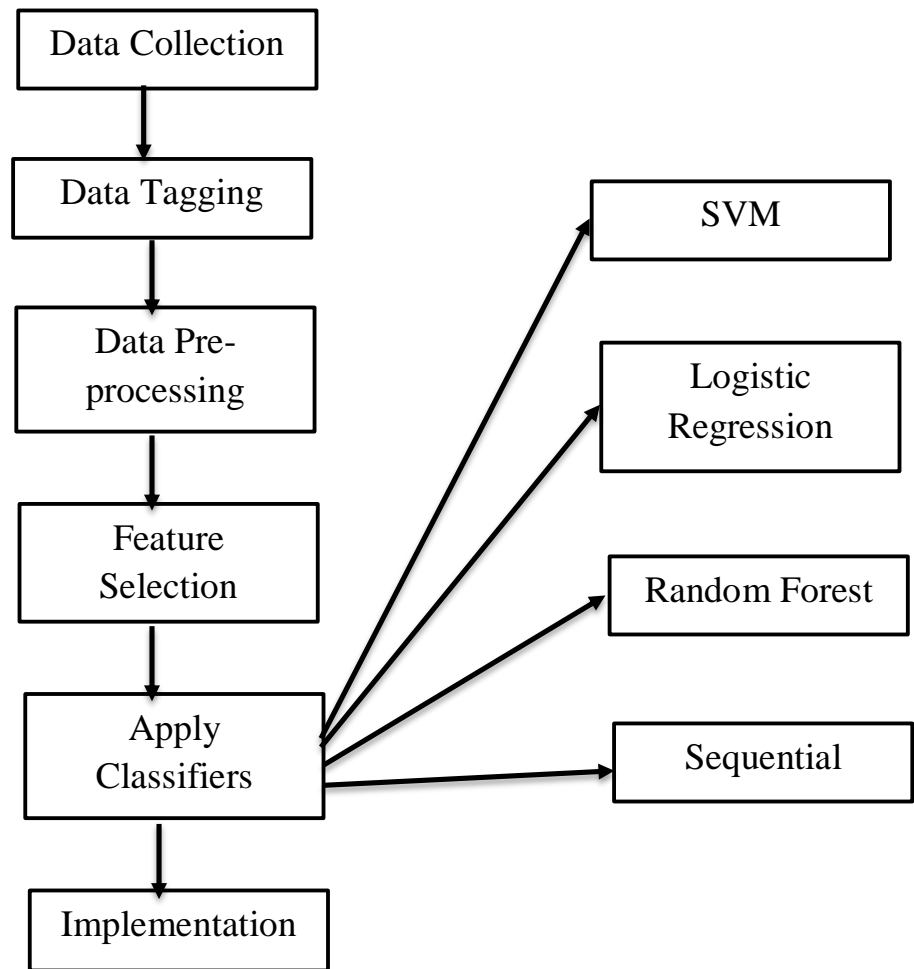 Data Collection
Data Tagging
Data Pre-
processing
Feature
Selection
Apply
Classifiers
Implementation
SVM
Logistic
Regression
Random Forest
Sequential